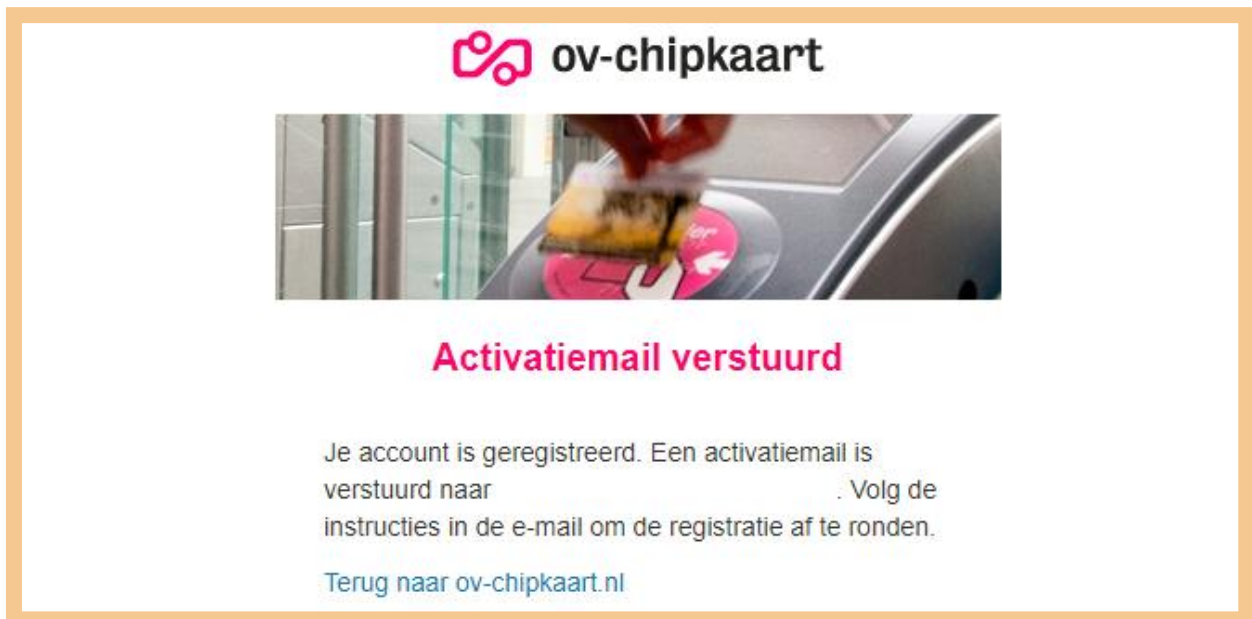 ov-chipkaart
Activatiemail verstuurd
Je account is geregistreerd. Een activatiemail is
verstuurd naar . Volg de
instructies in de e-mail om de registratie af te ronden.
Terug naar ov-chipkaart.nl